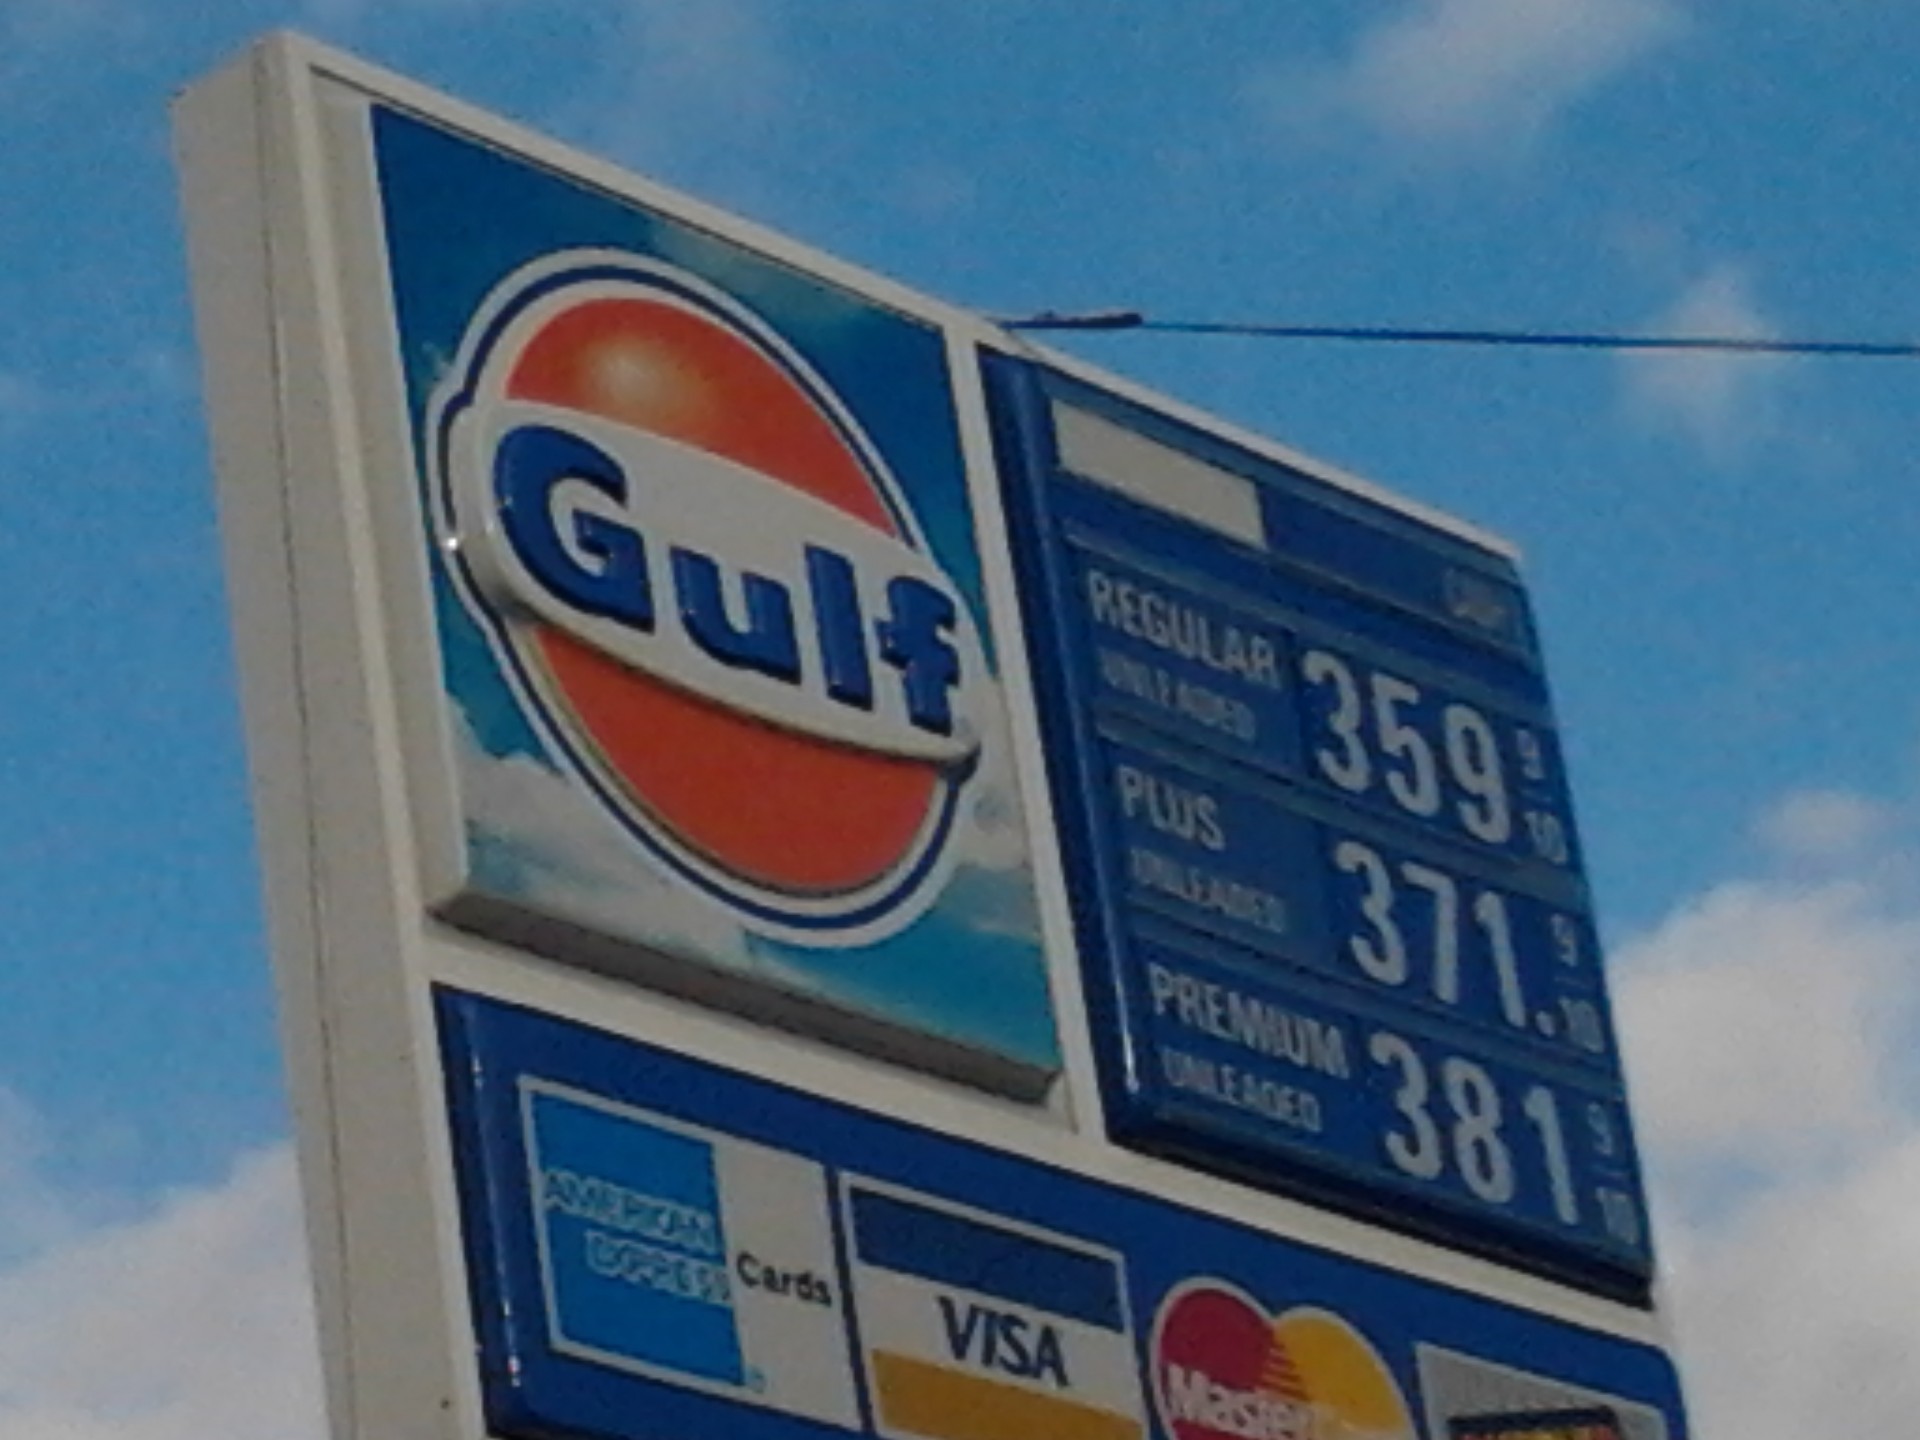 Gulf
REGULAR
UNLEADED
359 9/10
PLUS
UNLEADED
371. 9/10
PREMIUM
UNLEADED
381 9/10
AMERICAN
EXPRESS
Cards
VISA
Master